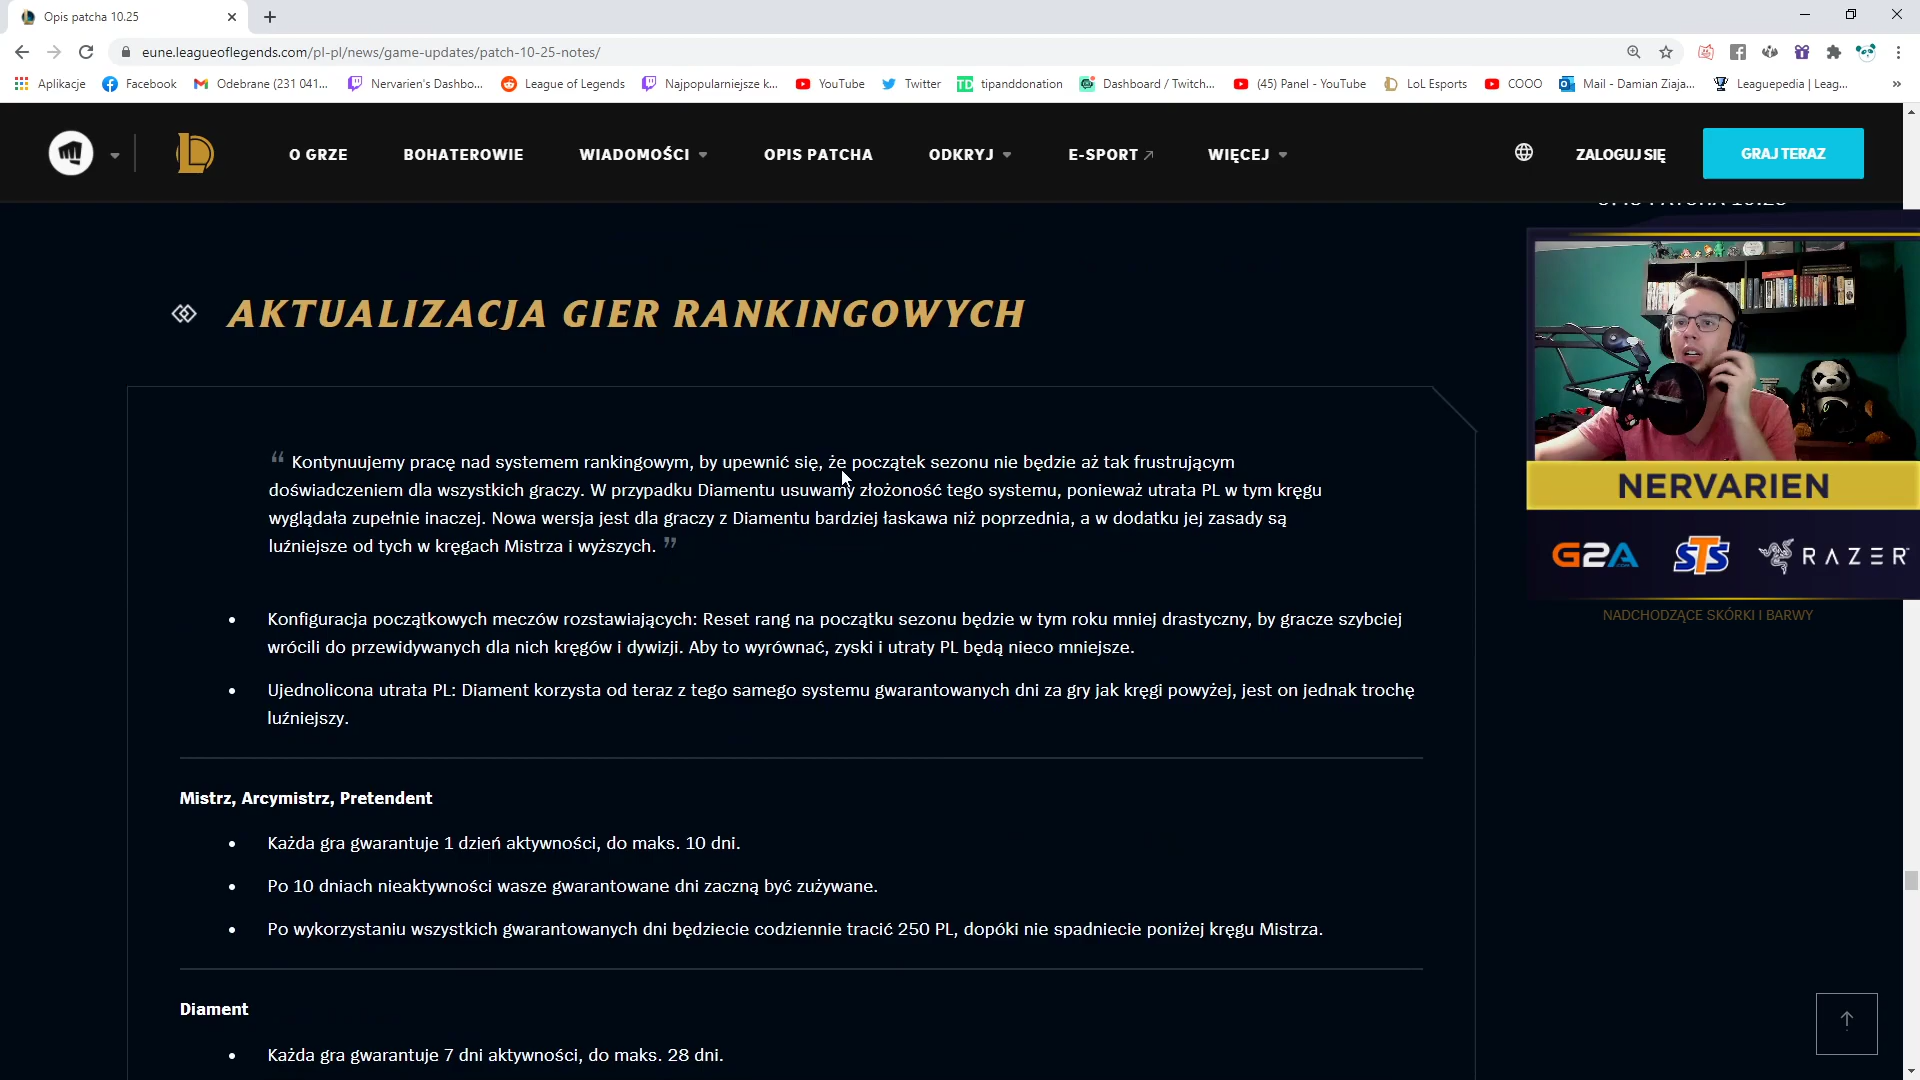 Opis patcha 10.25
eune.leagueoflegends.com/pl-pl/news/game-updates/patch-10-25-notes/
Aplikacje Facebook Odebrane (231 041... Nervarien's Dashbo... League of Legends Najpopularniejsze k... YouTube Twitter tipanddonation Dashboard / Twitch... (45) Panel - YouTube LoL Esports COOO Mail - Damian Ziaja... Leaguepedia | Leag... »
O GRZE BOHATEROWIE WIADOMOŚCI OPIS PATCHA ODKRYJ E-SPORT WIĘCEJ ZALOGUJ SIĘ GRAJ TERAZ
OPIS PATCHA 10.25
AKTUALIZACJA GIER RANKINGOWYCH
“ Kontynuujemy pracę nad systemem rankingowym, by upewnić się, że początek sezonu nie będzie aż tak frustrującym
doświadczeniem dla wszystkich graczy. W przypadku Diamentu usuwamy złożoność tego systemu, ponieważ utrata PL w tym kręgu
wyglądała zupełnie inaczej. Nowa wersja jest dla graczy z Diamentu bardziej łaskawa niż poprzednia, a w dodatku jej zasady są
luźniejsze od tych w kręgach Mistrza i wyższych. ”
NERVARIEN
G2A STS RAZER
NADCHODZĄCE SKÓRKI I BARWY
• Konfiguracja początkowych meczów rozstawiających: Reset rang na początku sezonu będzie w tym roku mniej drastyczny, by gracze szybciej
wrócili do przewidywanych dla nich kręgów i dywizji. Aby to wyrównać, zyski i utraty PL będą nieco mniejsze.
• Ujednolicona utrata PL: Diament korzysta od teraz z tego samego systemu gwarantowanych dni za gry jak kręgi powyżej, jest on jednak trochę
luźniejszy.
Mistrz, Arcymistrz, Pretendent
• Każda gra gwarantuje 1 dzień aktywności, do maks. 10 dni.
• Po 10 dniach nieaktywności wasze gwarantowane dni zaczną być zużywane.
• Po wykorzystaniu wszystkich gwarantowanych dni będziecie codziennie tracić 250 PL, dopóki nie spadniecie poniżej kręgu Mistrza.
Diament
• Każda gra gwarantuje 7 dni aktywności, do maks. 28 dni.